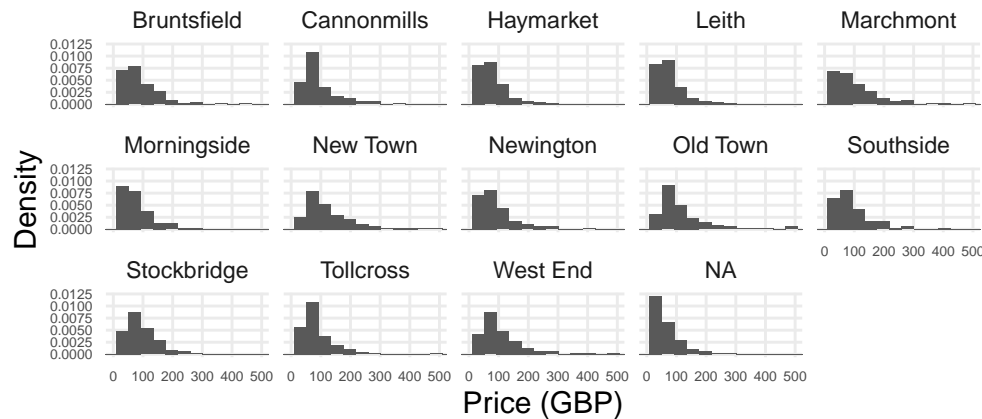 Bruntsfield Cannonmills Haymarket Leith Marchmont
0.0125
0.0100
0.0075
0.0050
0.0025
0.0000
Morningside New Town Newington Old Town Southside
0.0125
0.0100
0.0075
0.0050
0.0025
0.0000
0 100 200 300 400 500
Stockbridge Tollcross West End NA
0.0125
0.0100
0.0075
0.0050
0.0025
0.0000
0 100 200 300 400 500 0 100 200 300 400 500 0 100 200 300 400 500 0 100 200 300 400 500
Density
Price (GBP)